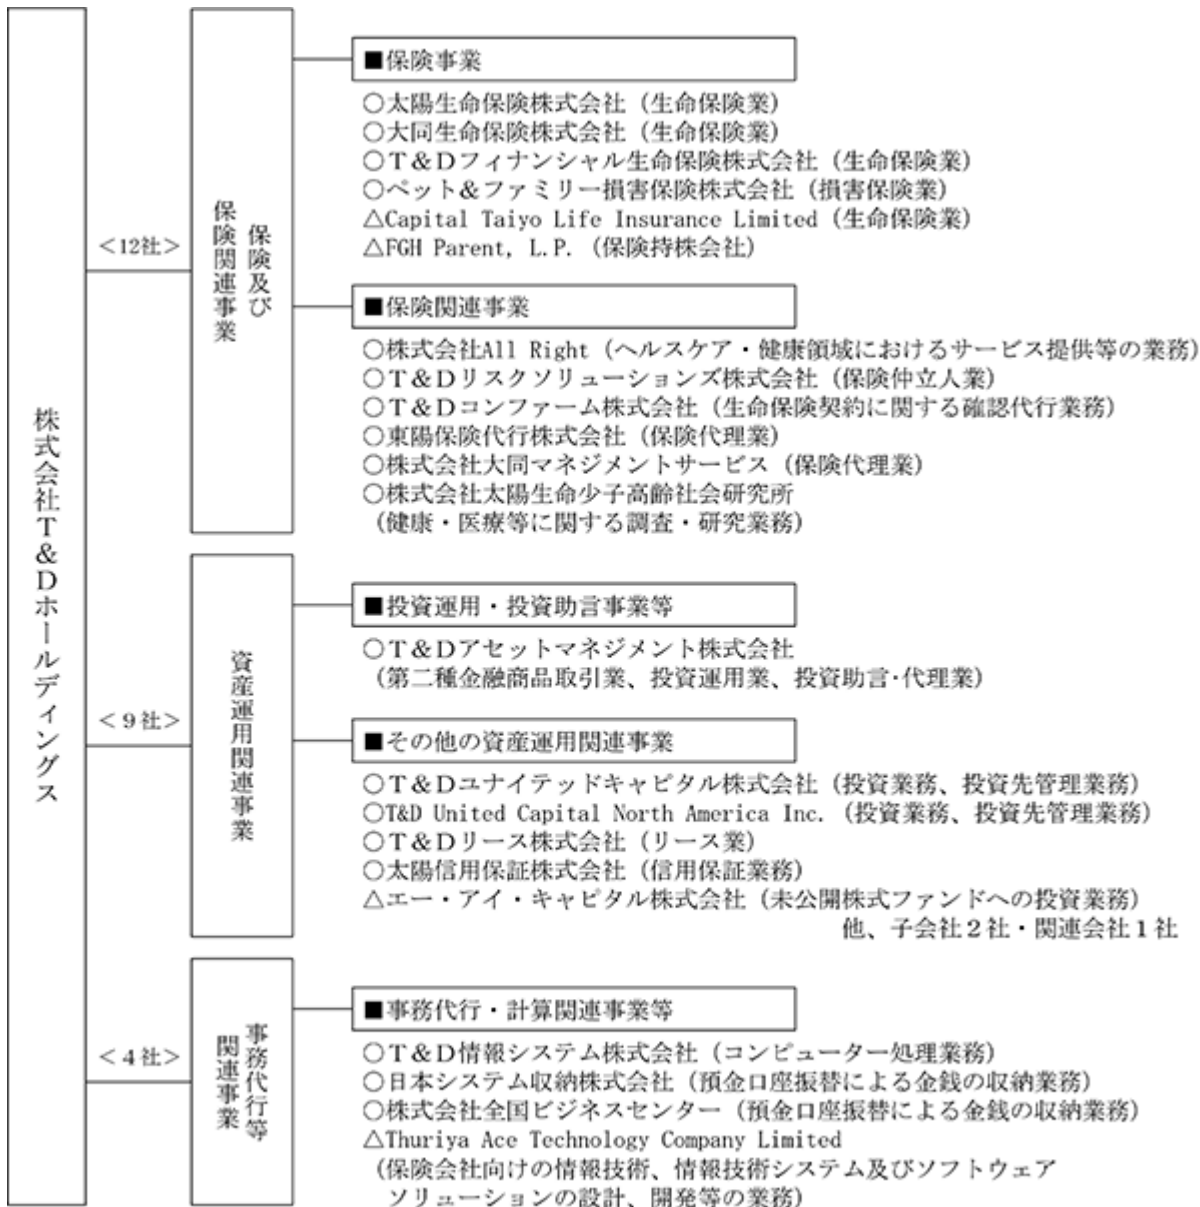 株式会社Ｔ＆Ｄホールディングス
＜12社＞
保険及び
保険関連事業
■保険事業
○太陽生命保険株式会社（生命保険業）
○大同生命保険株式会社（生命保険業）
○Ｔ＆Ｄフィナンシャル生命保険株式会社（生命保険業）
○ペット＆ファミリー損害保険株式会社（損害保険業）
△Capital Taiyo Life Insurance Limited（生命保険業）
△FGH Parent, L.P.（保険持株会社）
■保険関連事業
○株式会社All Right（ヘルスケア・健康領域におけるサービス提供等の業務）
○Ｔ＆Ｄリスクソリューションズ株式会社（保険仲立人業）
○Ｔ＆Ｄコンファーム株式会社（生命保険契約に関する確認代行業務）
○東陽保険代行株式会社（保険代理業）
○株式会社大同マネジメントサービス（保険代理業）
○株式会社太陽生命少子高齢社会研究所
（健康・医療等に関する調査・研究業務）
＜９社＞
資産運用関連事業
■投資運用・投資助言事業等
○Ｔ＆Ｄアセットマネジメント株式会社
（第二種金融商品取引業、投資運用業、投資助言･代理業）
■その他の資産運用関連事業
○Ｔ＆Ｄユナイテッドキャピタル株式会社（投資業務、投資先管理業務）
○T&D United Capital North America Inc.（投資業務、投資先管理業務）
○Ｔ＆Ｄリース株式会社（リース業）
○太陽信用保証株式会社（信用保証業務）
△エー・アイ・キャピタル株式会社（未公開株式ファンドへの投資業務）
他、子会社２社・関連会社１社
＜４社＞
事務代行等
関連事業
■事務代行・計算関連事業等
○Ｔ＆Ｄ情報システム株式会社（コンピューター処理業務）
○日本システム収納株式会社（預金口座振替による金銭の収納業務）
○株式会社全国ビジネスセンター（預金口座振替による金銭の収納業務）
△Thuriya Ace Technology Company Limited
（保険会社向けの情報技術、情報技術システム及びソフトウェア
ソリューションの設計、開発等の業務）